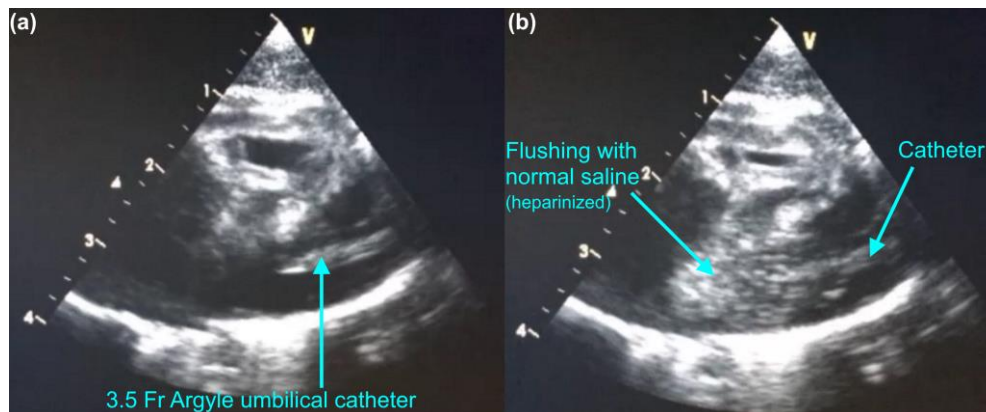 (a)
V
1
2
3
4
3.5 Fr Argyle umbilical catheter
(b)
V
1
Flushing with
normal saline
(heparinized)
Catheter
2
3
4